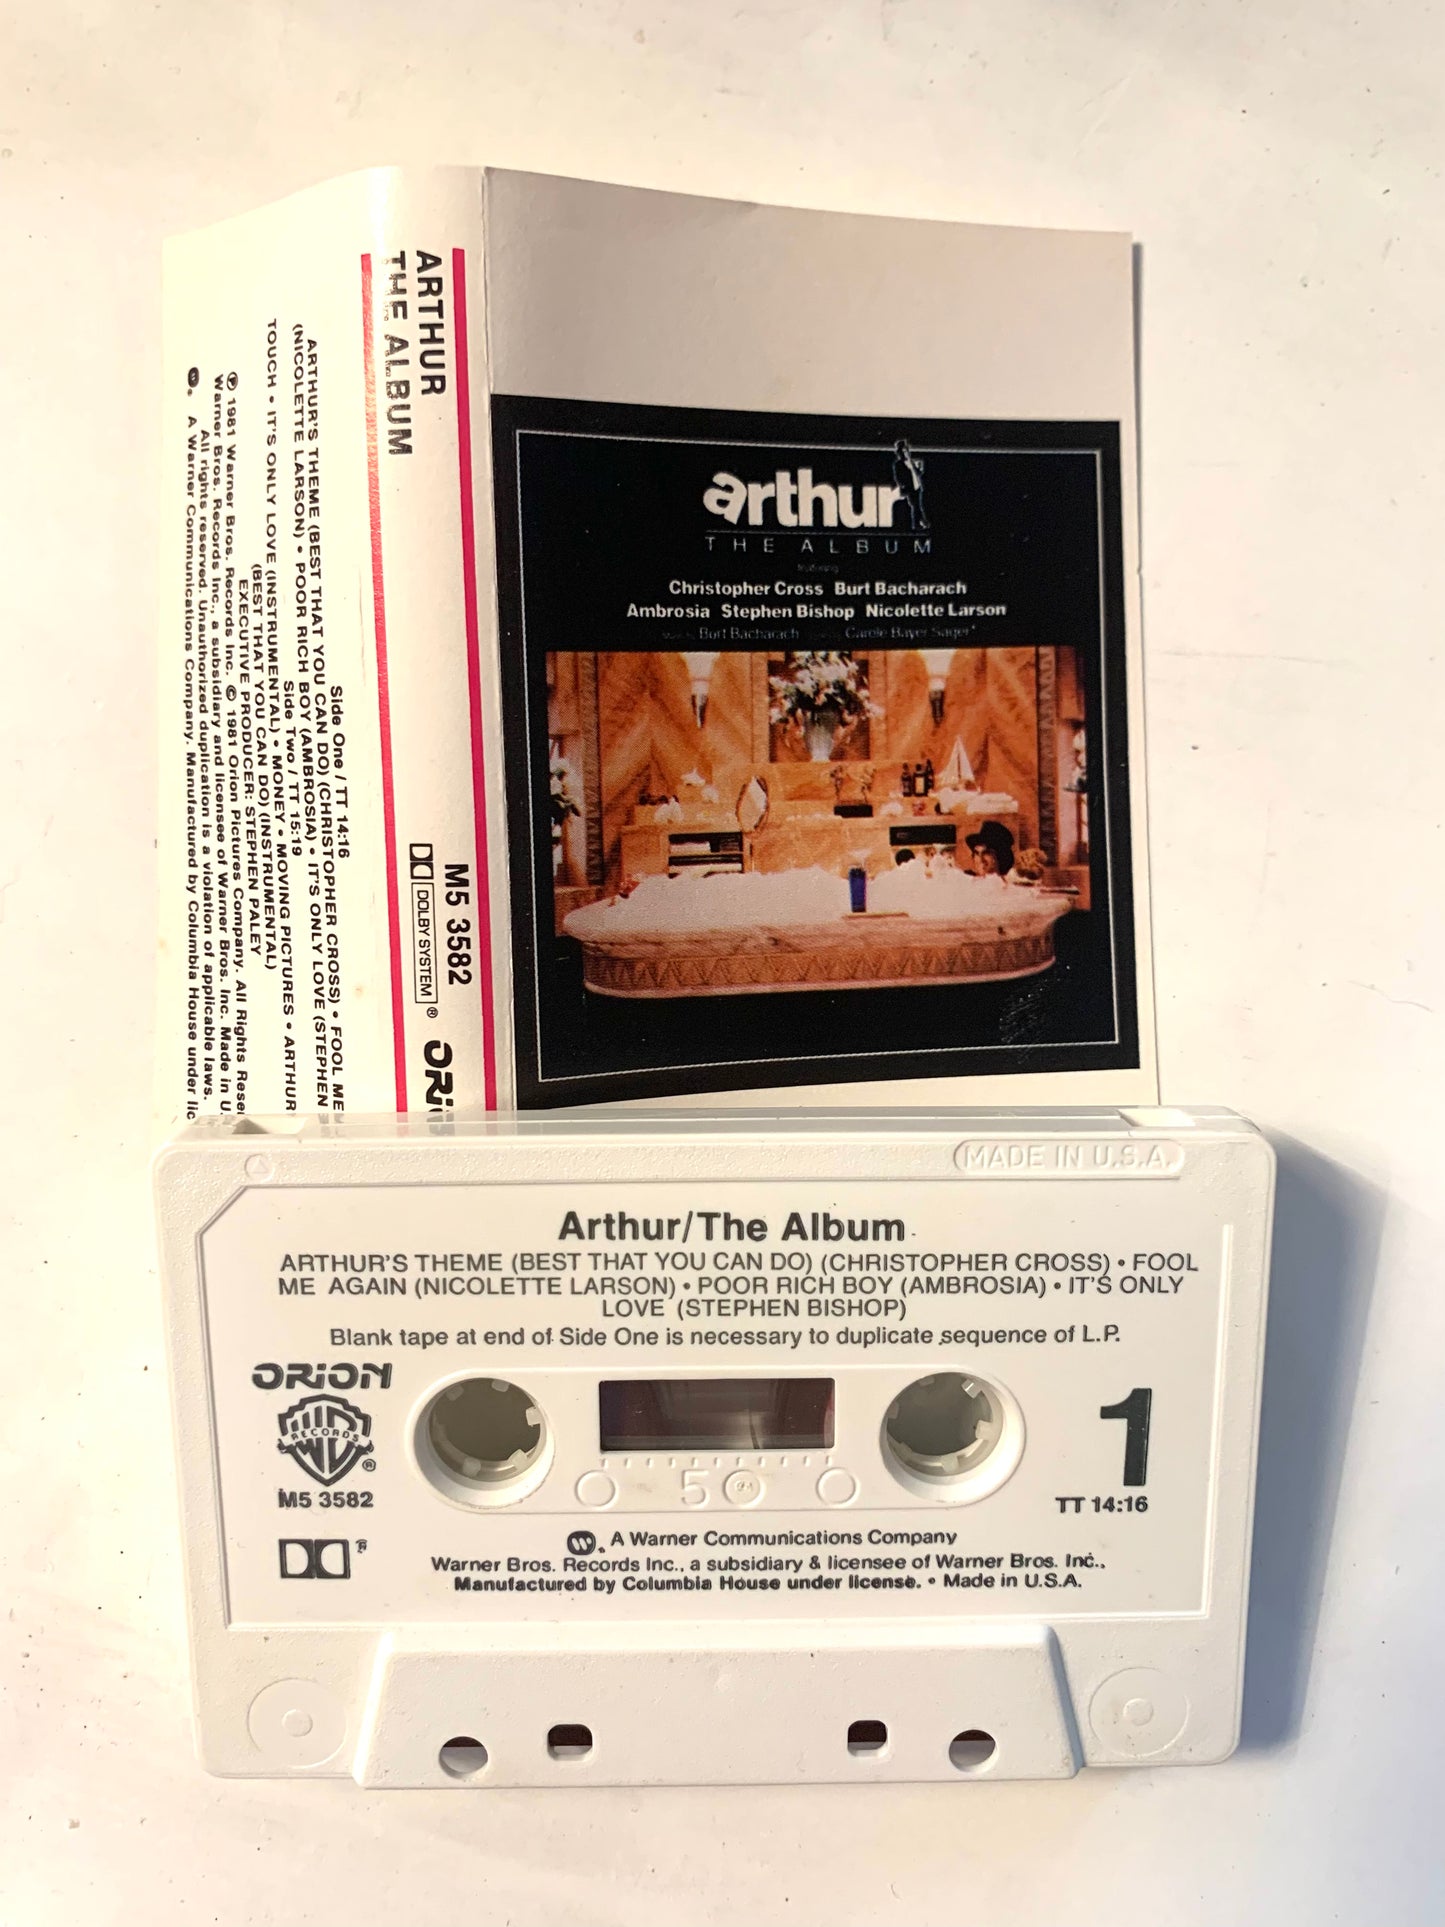 ARTHUR
THE ALBUM
M5 3582
DOLBY SYSTEM ®
Side One / TT 14:16
ARTHUR'S THEME (BEST THAT YOU CAN DO) (CHRISTOPHER CROSS) • FOOL ME
(NICOLETTE LARSON) • POOR RICH BOY (AMBROSIA) • IT'S ONLY LOVE (STEPHEN
Side Two / TT 15:19
TOUCH • IT'S ONLY LOVE (INSTRUMENTAL) • MONEY • MOVING PICTURES • ARTHUR
(BEST THAT YOU CAN DO) (INSTRUMENTAL)
EXECUTIVE PRODUCER: STEPHEN PALEY
℗ 1981 Warner Bros. Records Inc. © 1981 Orion Pictures Company. All Rights
Warner Bros. Records Inc., a subsidiary and licensee of Warner Bros. Inc. Made in
All rights reserved. Unauthorized duplication is a violation of applicable laws.
A Warner Communications Company. Manufactured by Columbia House under
arthur
THE ALBUM
featuring
Christopher Cross Burt Bacharach
Ambrosia Stephen Bishop Nicolette Larson
Burt Bacharach Carole Bayer Sager
MADE IN U.S.A.
Arthur/The Album
ARTHUR'S THEME (BEST THAT YOU CAN DO) (CHRISTOPHER CROSS) • FOOL
ME AGAIN (NICOLETTE LARSON) • POOR RICH BOY (AMBROSIA) • IT'S ONLY
LOVE (STEPHEN BISHOP)
Blank tape at end of Side One is necessary to duplicate sequence of L.P.
ORION
RECORDS
®
M5 3582
50
1
TT 14:16
A Warner Communications Company
Warner Bros. Records Inc., a subsidiary & licensee of Warner Bros. Inc.,
Manufactured by Columbia House under license. • Made in U.S.A.